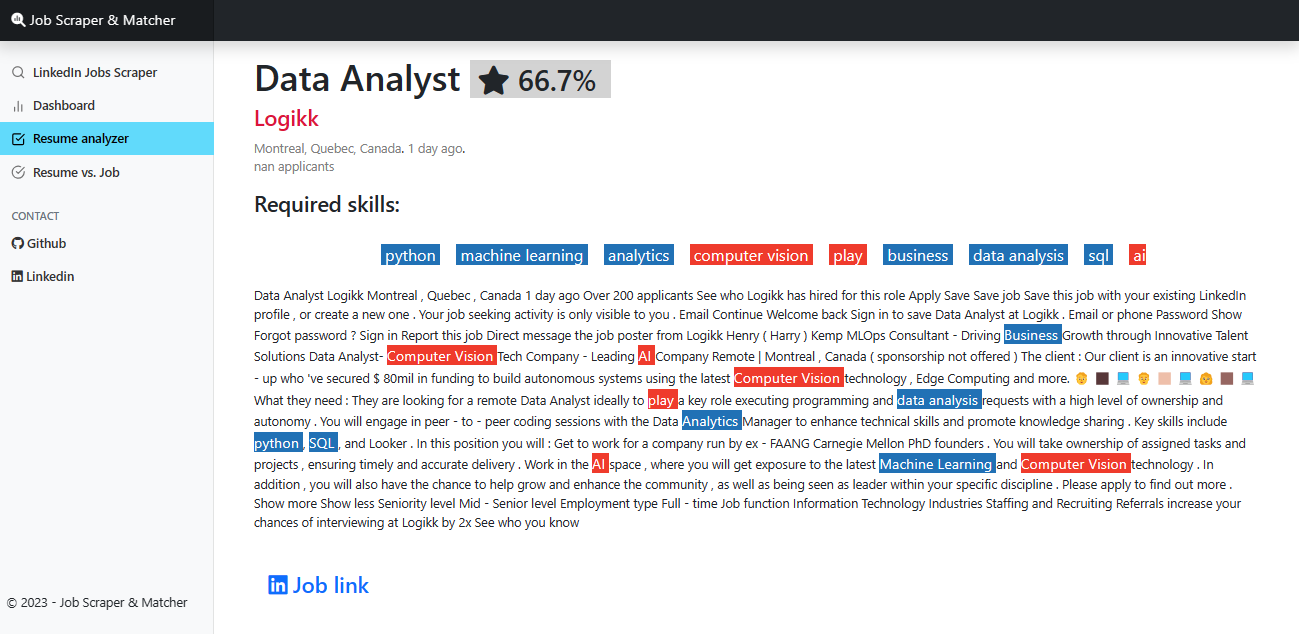 Job Scraper & Matcher
LinkedIn Jobs Scraper
Dashboard
Resume analyzer
Resume vs. Job
CONTACT
Github
Linkedin
© 2023 - Job Scraper & Matcher
Data Analyst 66.7%
Logikk
Montreal, Quebec, Canada. 1 day ago.
nan applicants
Required skills:
python machine learning analytics computer vision play business data analysis sql ai
Data Analyst Logikk Montreal , Quebec , Canada 1 day ago Over 200 applicants See who Logikk has hired for this role Apply Save Save job Save this job with your existing LinkedIn
profile , or create a new one . Your job seeking activity is only visible to you . Email Continue Welcome back Sign in to save Data Analyst at Logikk . Email or phone Password Show
Forgot password ? Sign in Report this job Direct message the job poster from Logikk Henry ( Harry ) Kemp MLOps Consultant - Driving Business Growth through Innovative Talent
Solutions Data Analyst- Computer Vision Tech Company - Leading AI Company Remote | Montreal , Canada ( sponsorship not offered ) The client : Our client is an innovative start
- up who 've secured $ 80mil in funding to build autonomous systems using the latest Computer Vision technology , Edge Computing and more.
What they need : They are looking for a remote Data Analyst ideally to play a key role executing programming and data analysis requests with a high level of ownership and
autonomy . You will engage in peer - to - peer coding sessions with the Data Analytics Manager to enhance technical skills and promote knowledge sharing . Key skills include
python , SQL , and Looker . In this position you will : Get to work for a company run by ex - FAANG Carnegie Mellon PhD founders . You will take ownership of assigned tasks and
projects , ensuring timely and accurate delivery . Work in the AI space , where you will get exposure to the latest Machine Learning and Computer Vision technology . In
addition , you will also have the chance to help grow and enhance the community , as well as being seen as leader within your specific discipline . Please apply to find out more .
Show more Show less Seniority level Mid - Senior level Employment type Full - time Job function Information Technology Industries Staffing and Recruiting Referrals increase your
chances of interviewing at Logikk by 2x See who you know
Job link